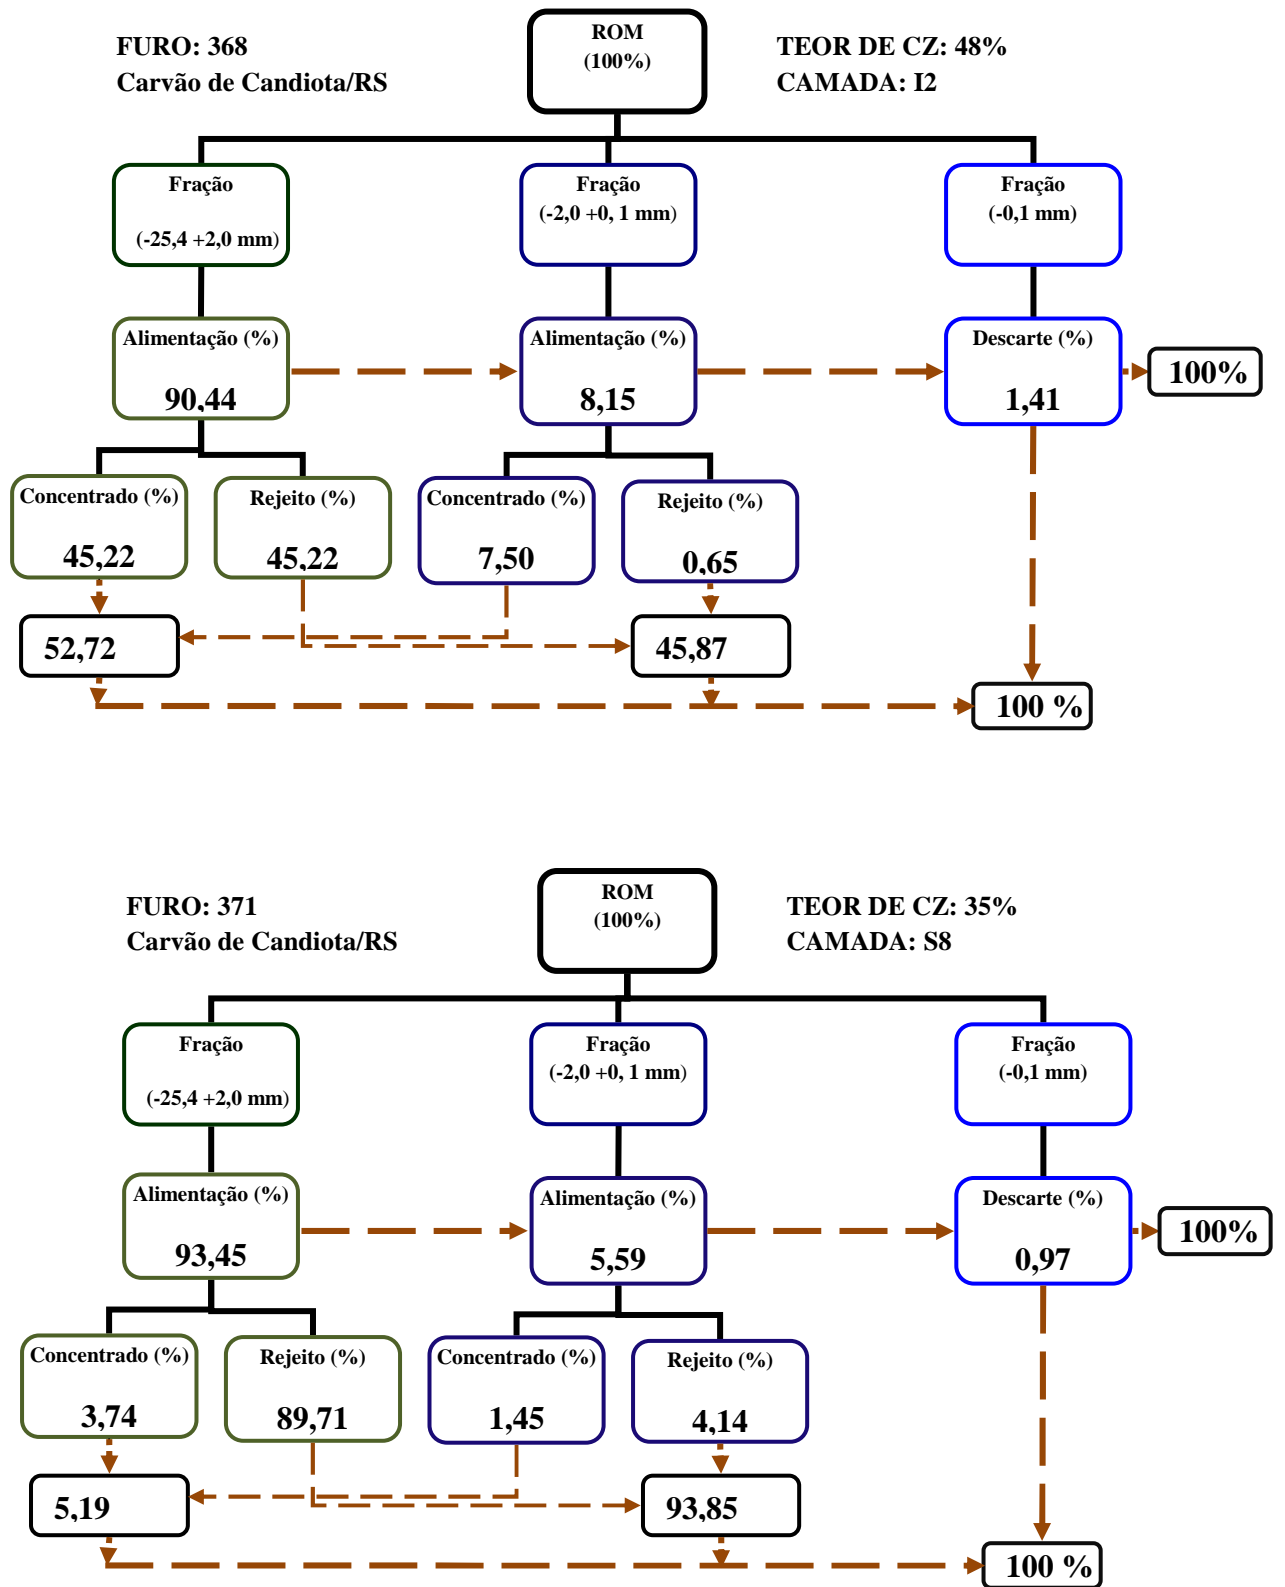 FURO: 368
Carvão de Candiota/RS
ROM
(100%)
TEOR DE CZ: 48%
CAMADA: I2
Fração
(-25,4 +2,0 mm)
Fração
(-2,0 +0, 1 mm)
Fração
(-0,1 mm)
Alimentação (%)
90,44
Alimentação (%)
8,15
Descarte (%)
1,41
100%
Concentrado (%)
45,22
Rejeito (%)
45,22
Concentrado (%)
7,50
Rejeito (%)
0,65
52,72
45,87
100 %
FURO: 371
Carvão de Candiota/RS
ROM
(100%)
TEOR DE CZ: 35%
CAMADA: S8
Fração
(-25,4 +2,0 mm)
Fração
(-2,0 +0, 1 mm)
Fração
(-0,1 mm)
Alimentação (%)
93,45
Alimentação (%)
5,59
Descarte (%)
0,97
100%
Concentrado (%)
3,74
Rejeito (%)
89,71
Concentrado (%)
1,45
Rejeito (%)
4,14
5,19
93,85
100 %